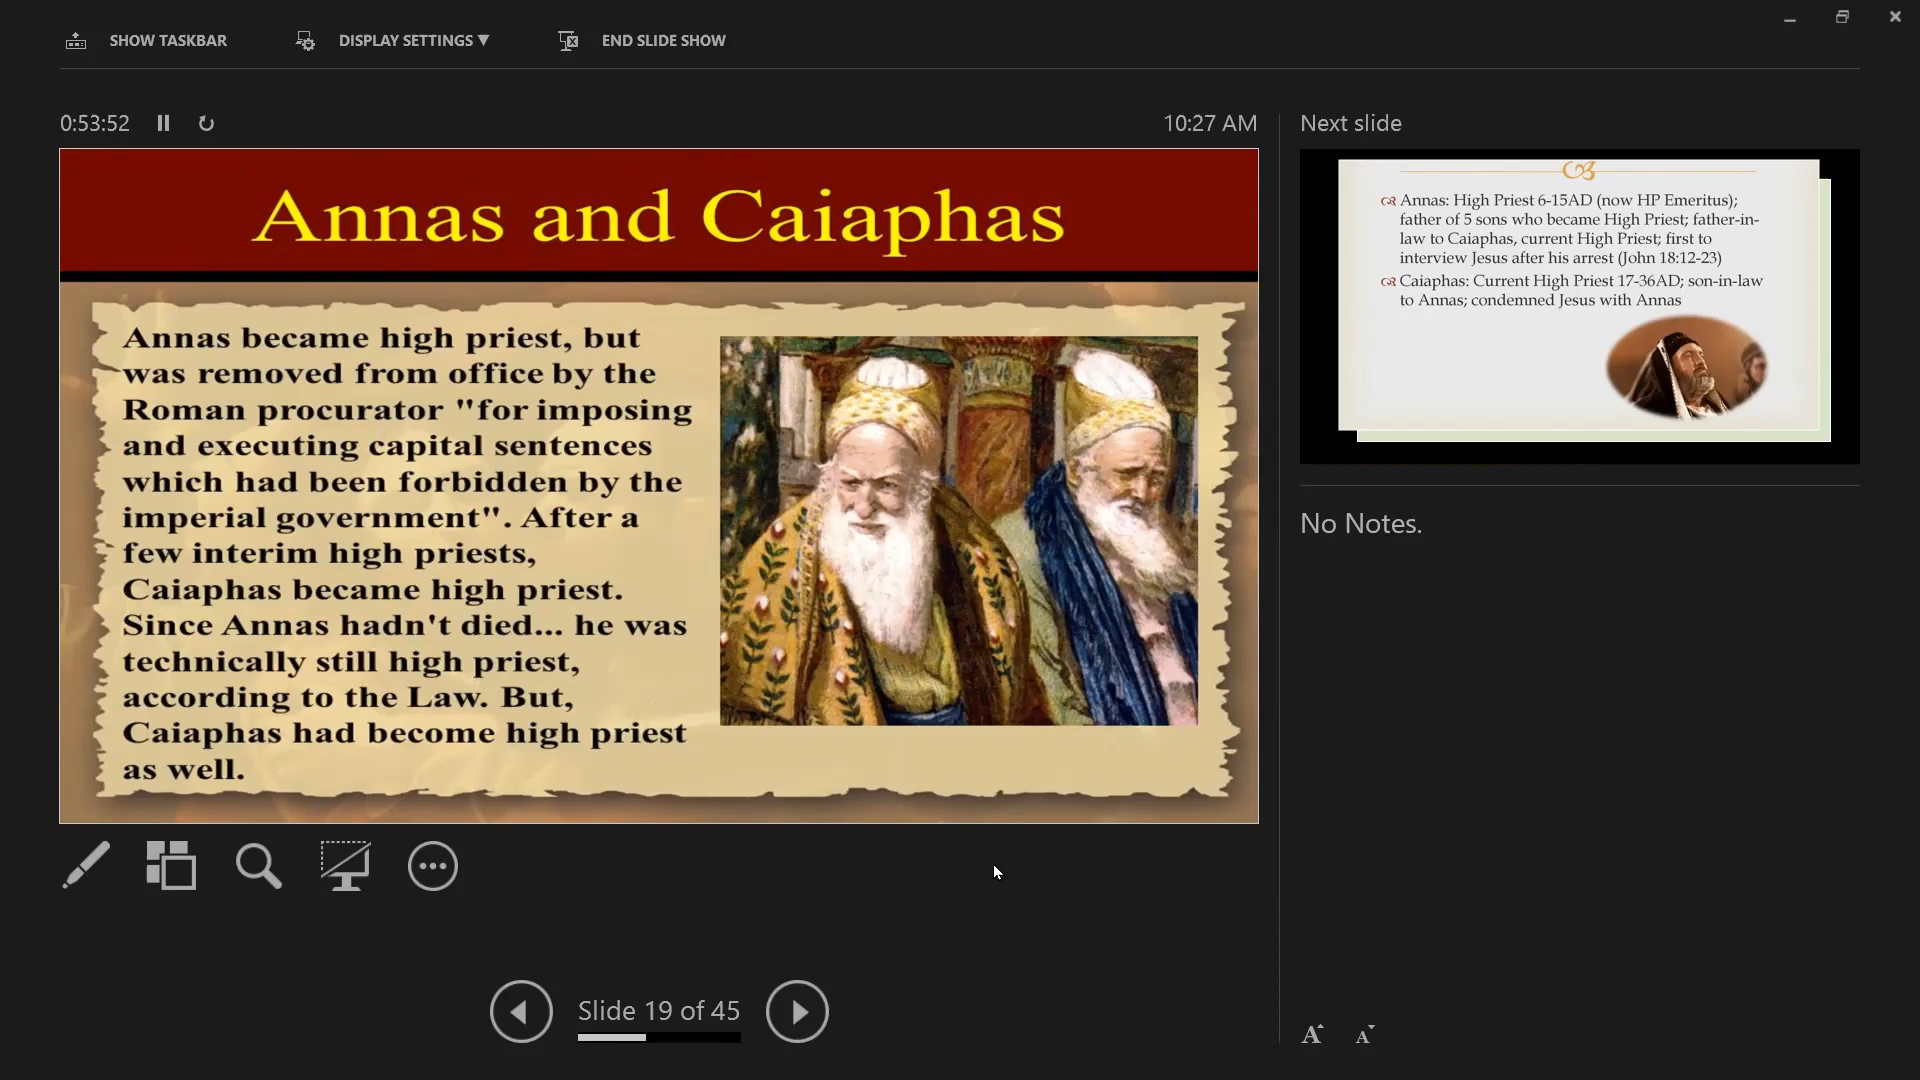 SHOW TASKBAR
DISPLAY SETTINGS ▼
END SLIDE SHOW
0:53:52
10:27 AM
Annas and Caiaphas
Annas became high priest, but
was removed from office by the
Roman procurator "for imposing
and executing capital sentences
which had been forbidden by the
imperial government". After a
few interim high priests,
Caiaphas became high priest.
Since Annas hadn't died... he was
technically still high priest,
according to the Law. But,
Caiaphas had become high priest
as well.
Slide 19 of 45
Next slide
Annas: High Priest 6-15AD (now HP Emeritus);
father of 5 sons who became High Priest; father-in-
law to Caiaphas, current High Priest; first to
interview Jesus after his arrest (John 18:12-23)
Caiaphas: Current High Priest 17-36AD; son-in-law
to Annas; condemned Jesus with Annas
No Notes.
A A